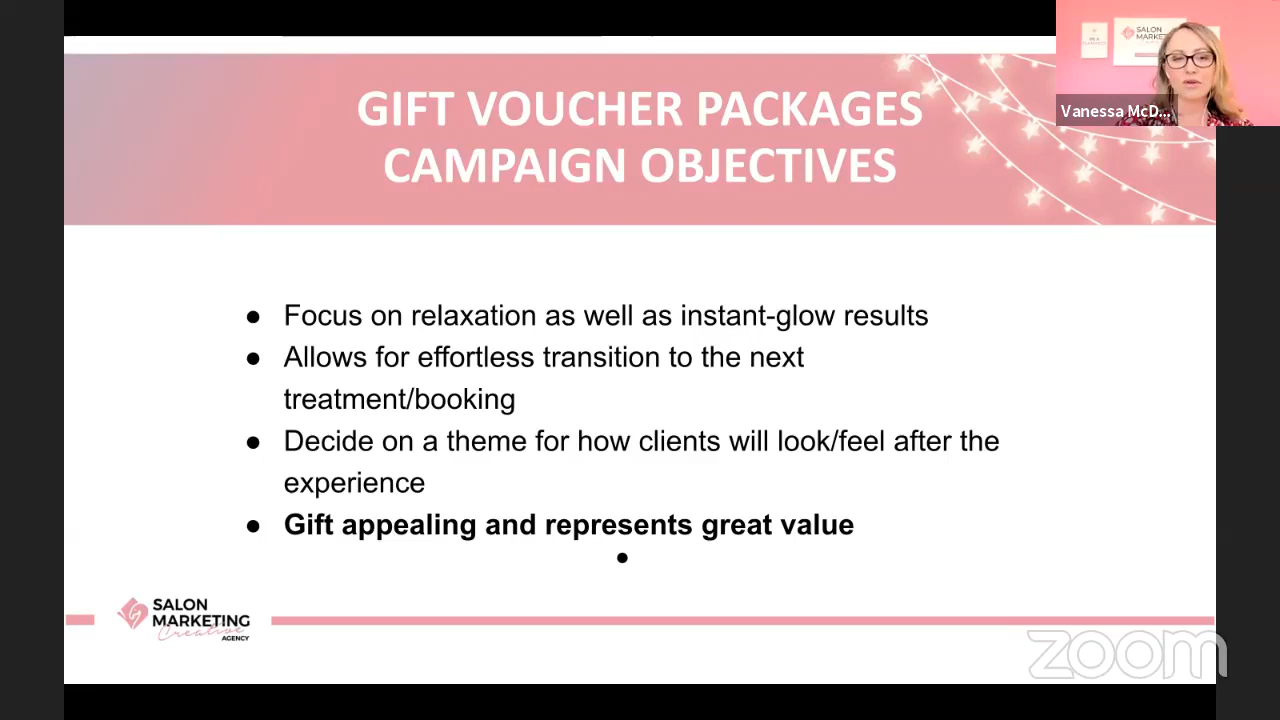 GIFT VOUCHER PACKAGES
CAMPAIGN OBJECTIVES
SALON
Vanessa McD...
● Focus on relaxation as well as instant-glow results
● Allows for effortless transition to the next
treatment/booking
● Decide on a theme for how clients will look/feel after the
experience
● Gift appealing and represents great value
●
SALON
MARKETING
Creative
AGENCY
zoom